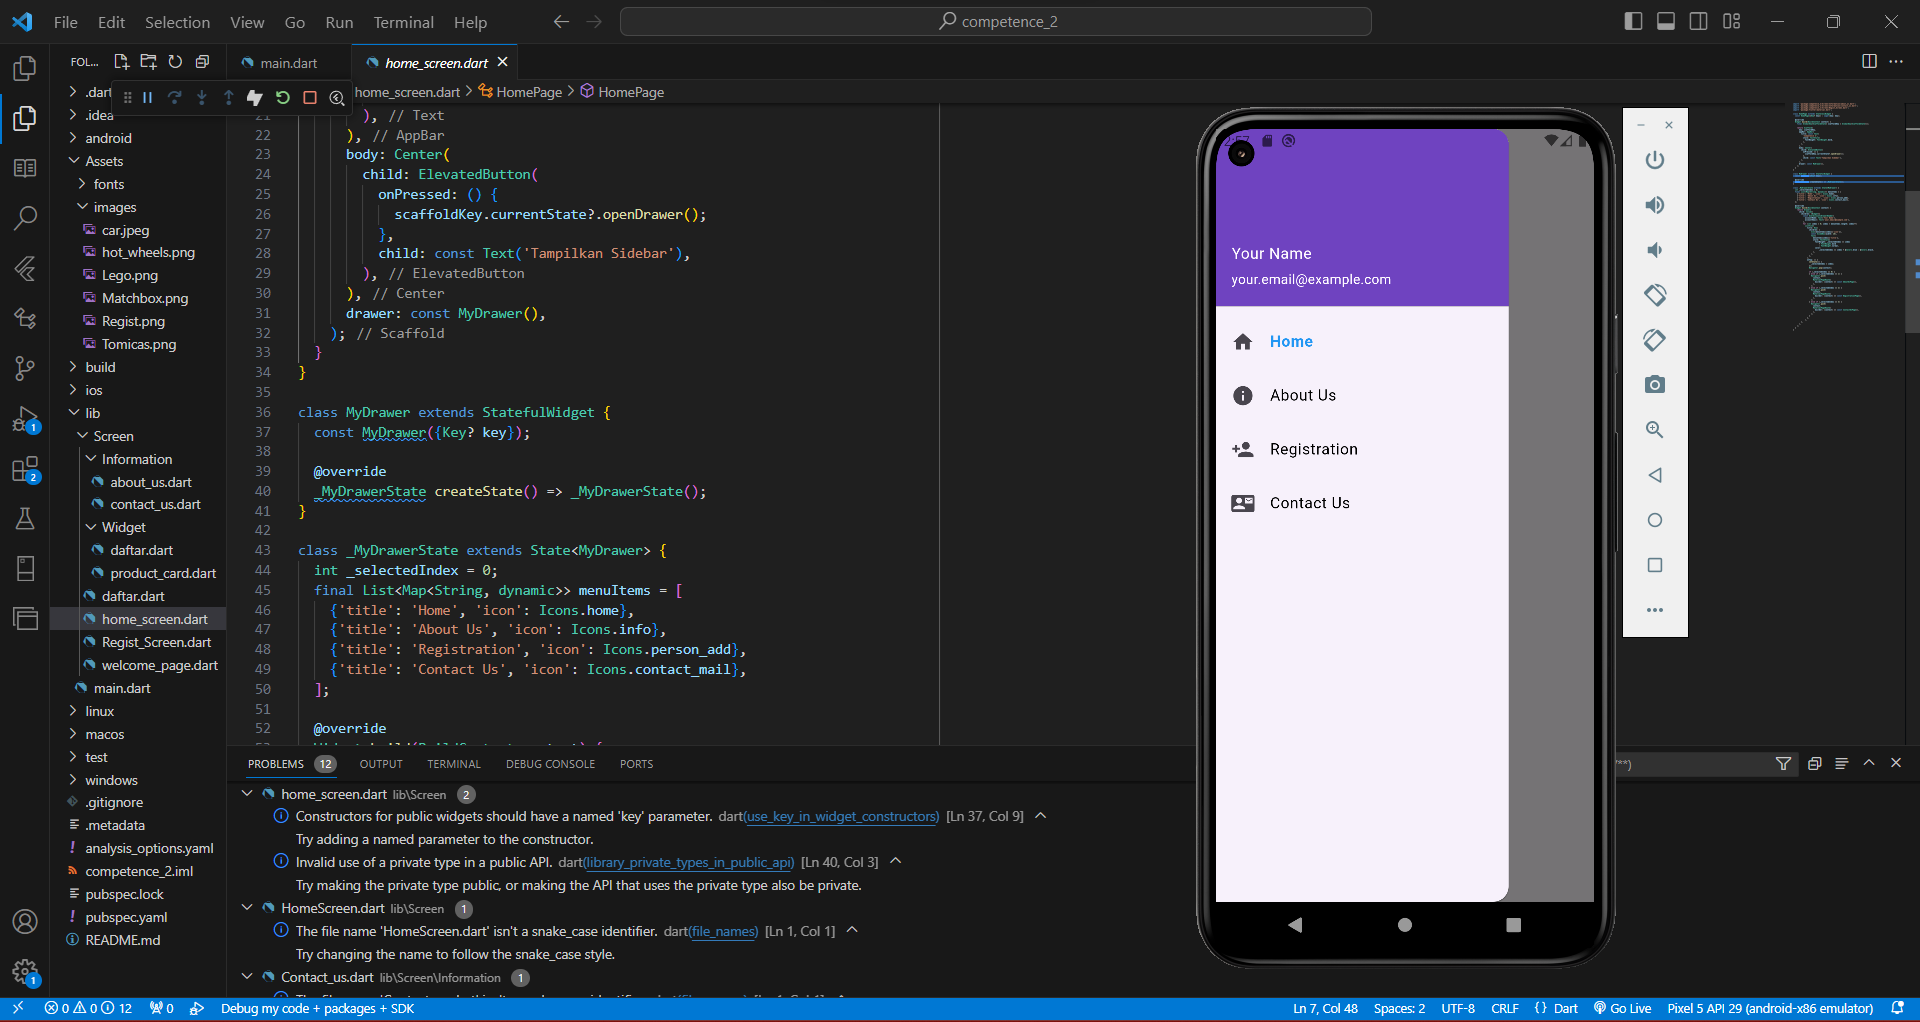 File Edit Selection View Go Run Terminal Help
competence_2
FOL...
main.dart
home_screen.dart
home_screen.dart > HomePage > HomePage
.dart
.idea
android
Assets
fonts
images
car.jpeg
hot_wheels.png
Lego.png
Matchbox.png
Regist.png
Tomicas.png
build
ios
lib
Screen
Information
about_us.dart
contact_us.dart
Widget
daftar.dart
product_card.dart
daftar.dart
home_screen.dart
Regist_Screen.dart
welcome_page.dart
main.dart
linux
macos
test
windows
.gitignore
.metadata
analysis_options.yaml
competence_2.iml
pubspec.lock
pubspec.yaml
README.md
1
2
1
21 ), // Text
22 ), // AppBar
23 body: Center(
24 child: ElevatedButton(
25 onPressed: () {
26 scaffoldKey.currentState?.openDrawer();
27 },
28 child: const Text('Tampilkan Sidebar'),
29 ), // ElevatedButton
30 ), // Center
31 drawer: const MyDrawer(),
32 ); // Scaffold
33 }
34 }
35
36 class MyDrawer extends StatefulWidget {
37 const MyDrawer({Key? key});
38
39 @override
40 _MyDrawerState createState() => _MyDrawerState();
41 }
42
43 class _MyDrawerState extends State<MyDrawer> {
44 int _selectedIndex = 0;
45 final List<Map<String, dynamic>> menuItems = [
46 {'title': 'Home', 'icon': Icons.home},
47 {'title': 'About Us', 'icon': Icons.info},
48 {'title': 'Registration', 'icon': Icons.person_add},
49 {'title': 'Contact Us', 'icon': Icons.contact_mail},
50 ];
51
52 @override
Your Name
your.email@example.com
Home
About Us
Registration
Contact Us
PROBLEMS 12 OUTPUT TERMINAL DEBUG CONSOLE PORTS
home_screen.dart lib\Screen 2
Constructors for public widgets should have a named 'key' parameter. dart(use_key_in_widget_constructors) [Ln 37, Col 9]
Try adding a named parameter to the constructor.
Invalid use of a private type in a public API. dart(library_private_types_in_public_api) [Ln 40, Col 3]
Try making the private type public, or making the API that uses the private type also be private.
HomeScreen.dart lib\Screen 1
The file name 'HomeScreen.dart' isn't a snake_case identifier. dart(file_names) [Ln 1, Col 1]
Try changing the name to follow the snake_case style.
Contact_us.dart lib\Screen\Information 1
0 0 12 0 Debug my code + packages + SDK
Ln 7, Col 48 Spaces: 2 UTF-8 CRLF {} Dart Go Live Pixel 5 API 29 (android-x86 emulator)